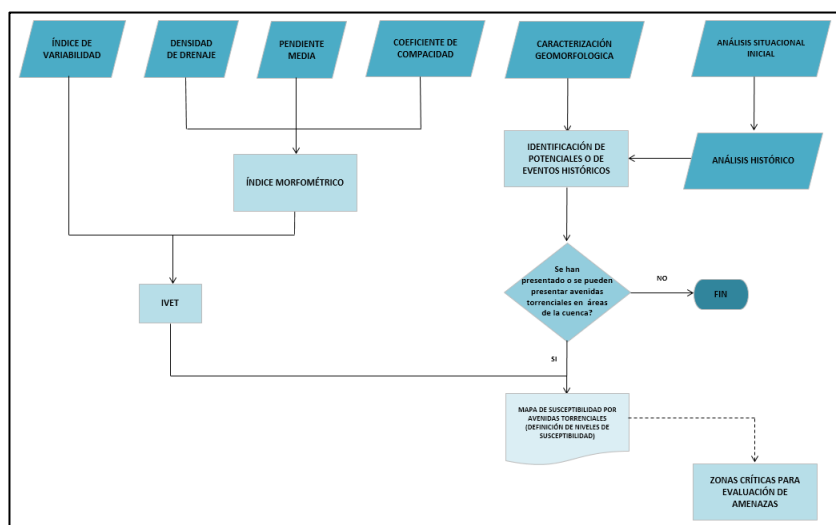 ÍNDICE DE
VARIABILIDAD
DENSIDAD
DE DRENAJE
PENDIENTE
MEDIA
COEFICIENTE DE
COMPACIDAD
CARACTERIZACIÓN
GEOMORFOLOGICA
ANÁLISIS SITUACIONAL
INICIAL
ÍNDICE MORFOMÉTRICO
IDENTIFICACIÓN DE
POTENCIALES O DE
EVENTOS HISTÓRICOS
ANÁLISIS HISTÓRICO
IVET
Se han
presentado o se pueden
presentar avenidas
torrenciales en áreas
de la cuenca?
NO
FIN
SI
MAPA DE SUSCEPTIBILIDAD POR
AVENIDAS TORRENCIALES
(DEFINICIÓN DE NIVELES DE
SUSCEPTIBILIDAD)
ZONAS CRÍTICAS PARA
EVALUACIÓN DE
AMENAZAS